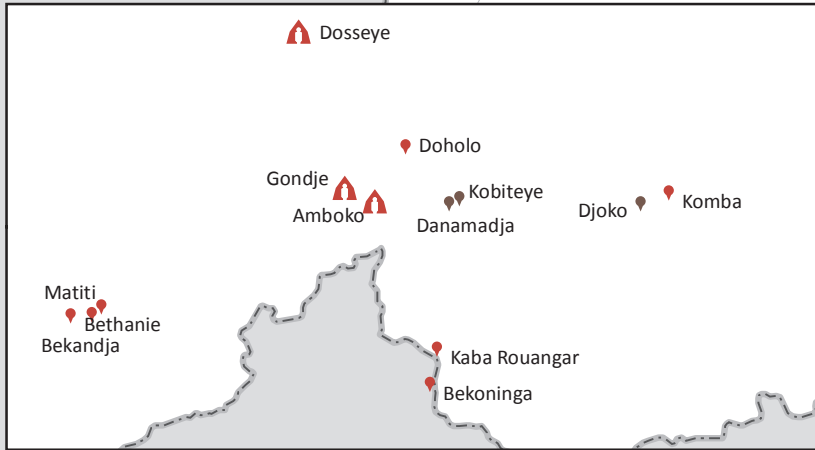 Dosseye
Doholo
Gondje
Kobiteye
Amboko
Djoko
Komba
Danamadja
Matiti
Bethanie
Bekandja
Kaba Rouangar
Bekoninga